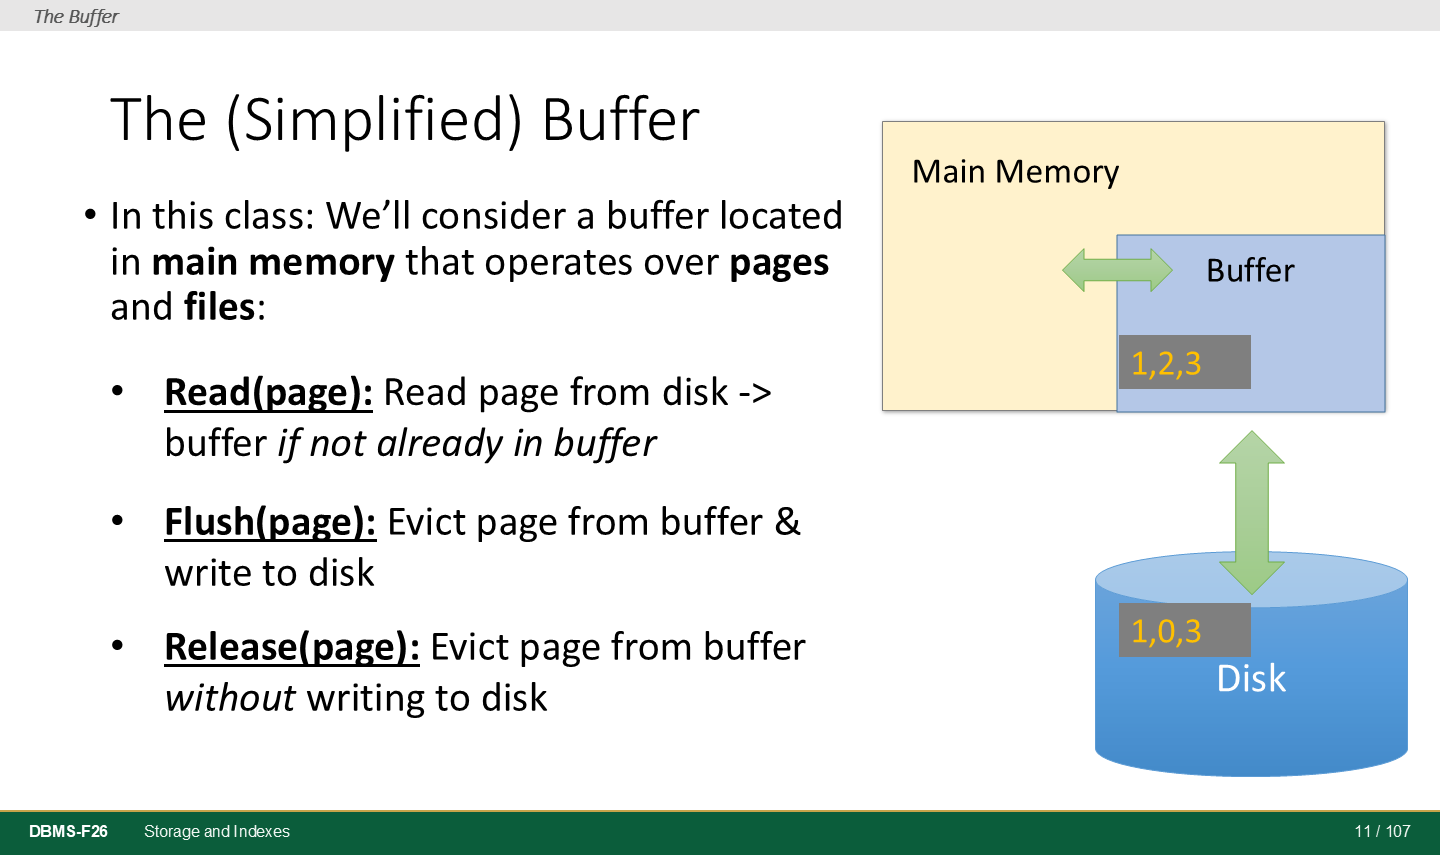 The Buffer
The (Simplified) Buffer
• In this class: We’ll consider a buffer located
in main memory that operates over pages
and files:
• Read(page): Read page from disk ->
buffer if not already in buffer
• Flush(page): Evict page from buffer &
write to disk
• Release(page): Evict page from buffer
without writing to disk
Main Memory
Buffer
1,2,3
1,0,3
Disk
DBMS-F26 Storage and Indexes 11 / 107